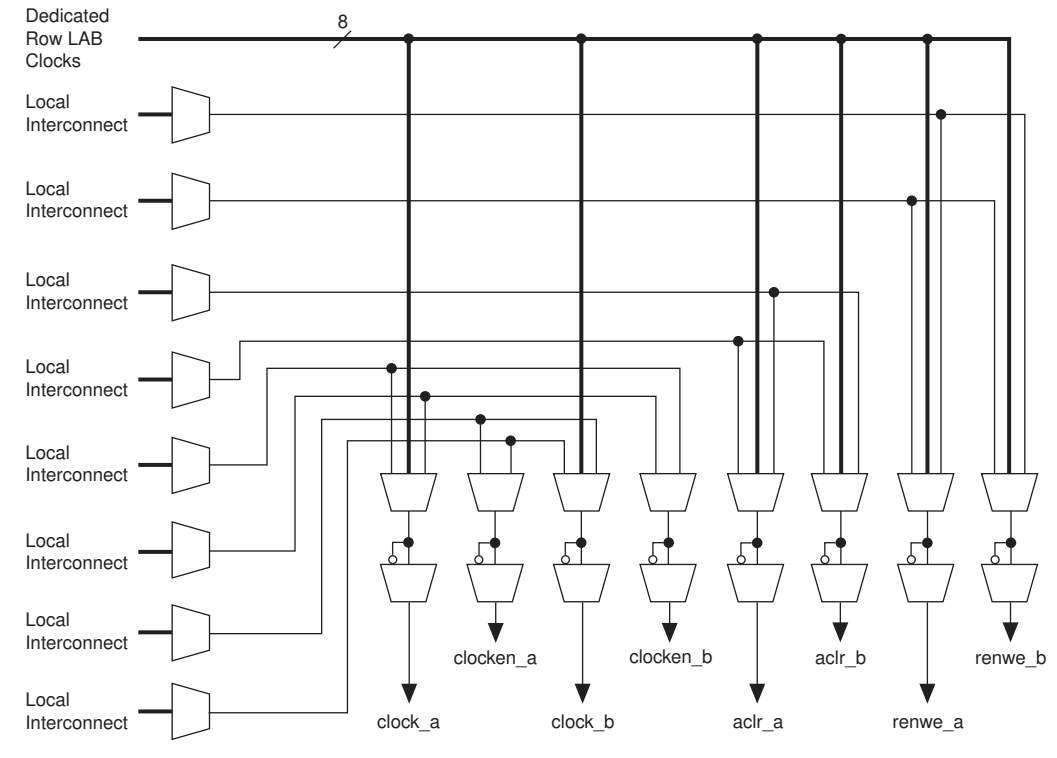 Dedicated
Row LAB
Clocks
8
Local
Interconnect
Local
Interconnect
Local
Interconnect
Local
Interconnect
Local
Interconnect
Local
Interconnect
Local
Interconnect
Local
Interconnect
clocken_a
clocken_b
aclr_b
renwe_b
clock_a
clock_b
aclr_a
renwe_a